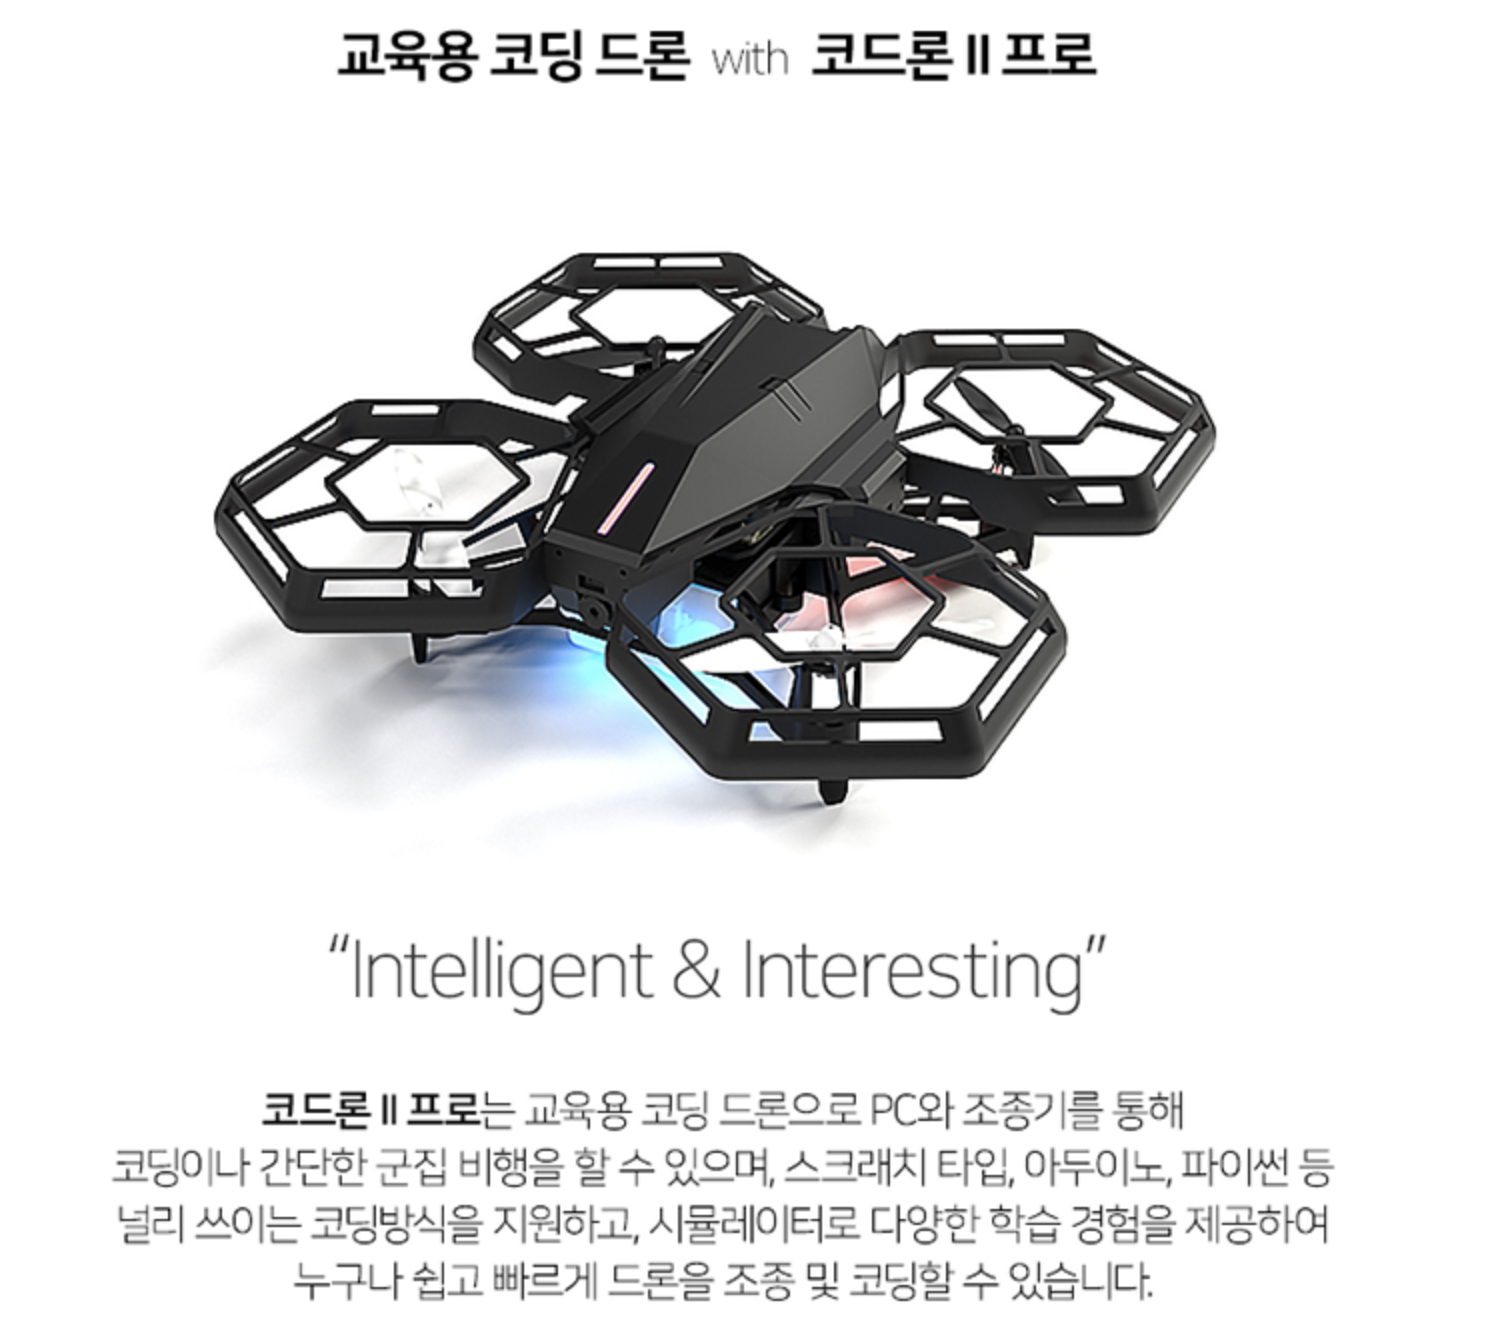 교육용 코딩 드론 with 코드론 II 프로
“Intelligent & Interesting”
코드론 II 프로는 교육용 코딩 드론으로 PC와 조종기를 통해
코딩이나 간단한 군집 비행을 할 수 있으며, 스크래치 타입, 아두이노, 파이썬 등
널리 쓰이는 코딩방식을 지원하고, 시뮬레이터로 다양한 학습 경험을 제공하여
누구나 쉽고 빠르게 드론을 조종 및 코딩할 수 있습니다.